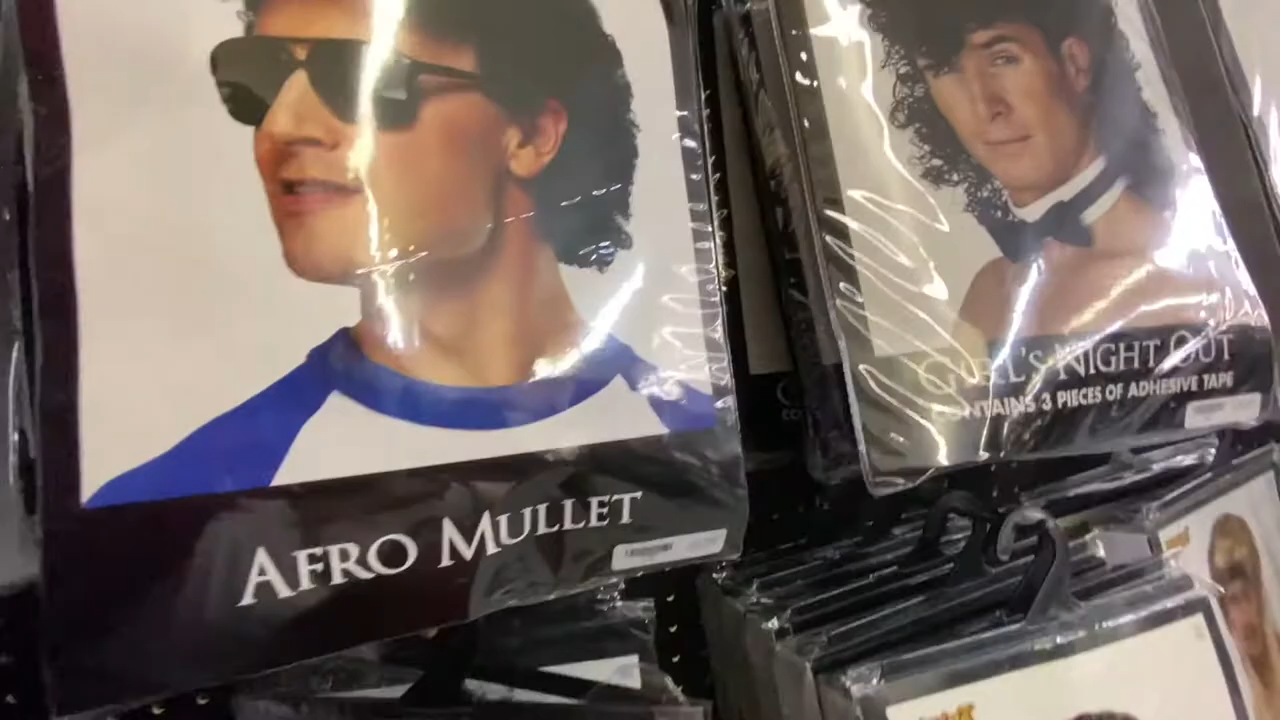 AFRO MULLET
GIRL'S NIGHT OUT
CONTAINS 3 PIECES OF ADHESIVE TAPE